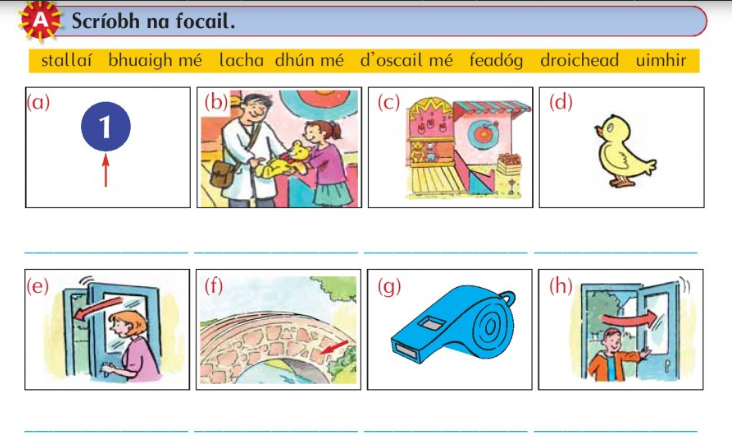 A Scríobh na focail.
stallaí bhuaigh mé lacha dhún mé d'oscail mé feadóg droichead uimhir
(a) (b) (c) (d)
1
(e) (f) (g) (h)